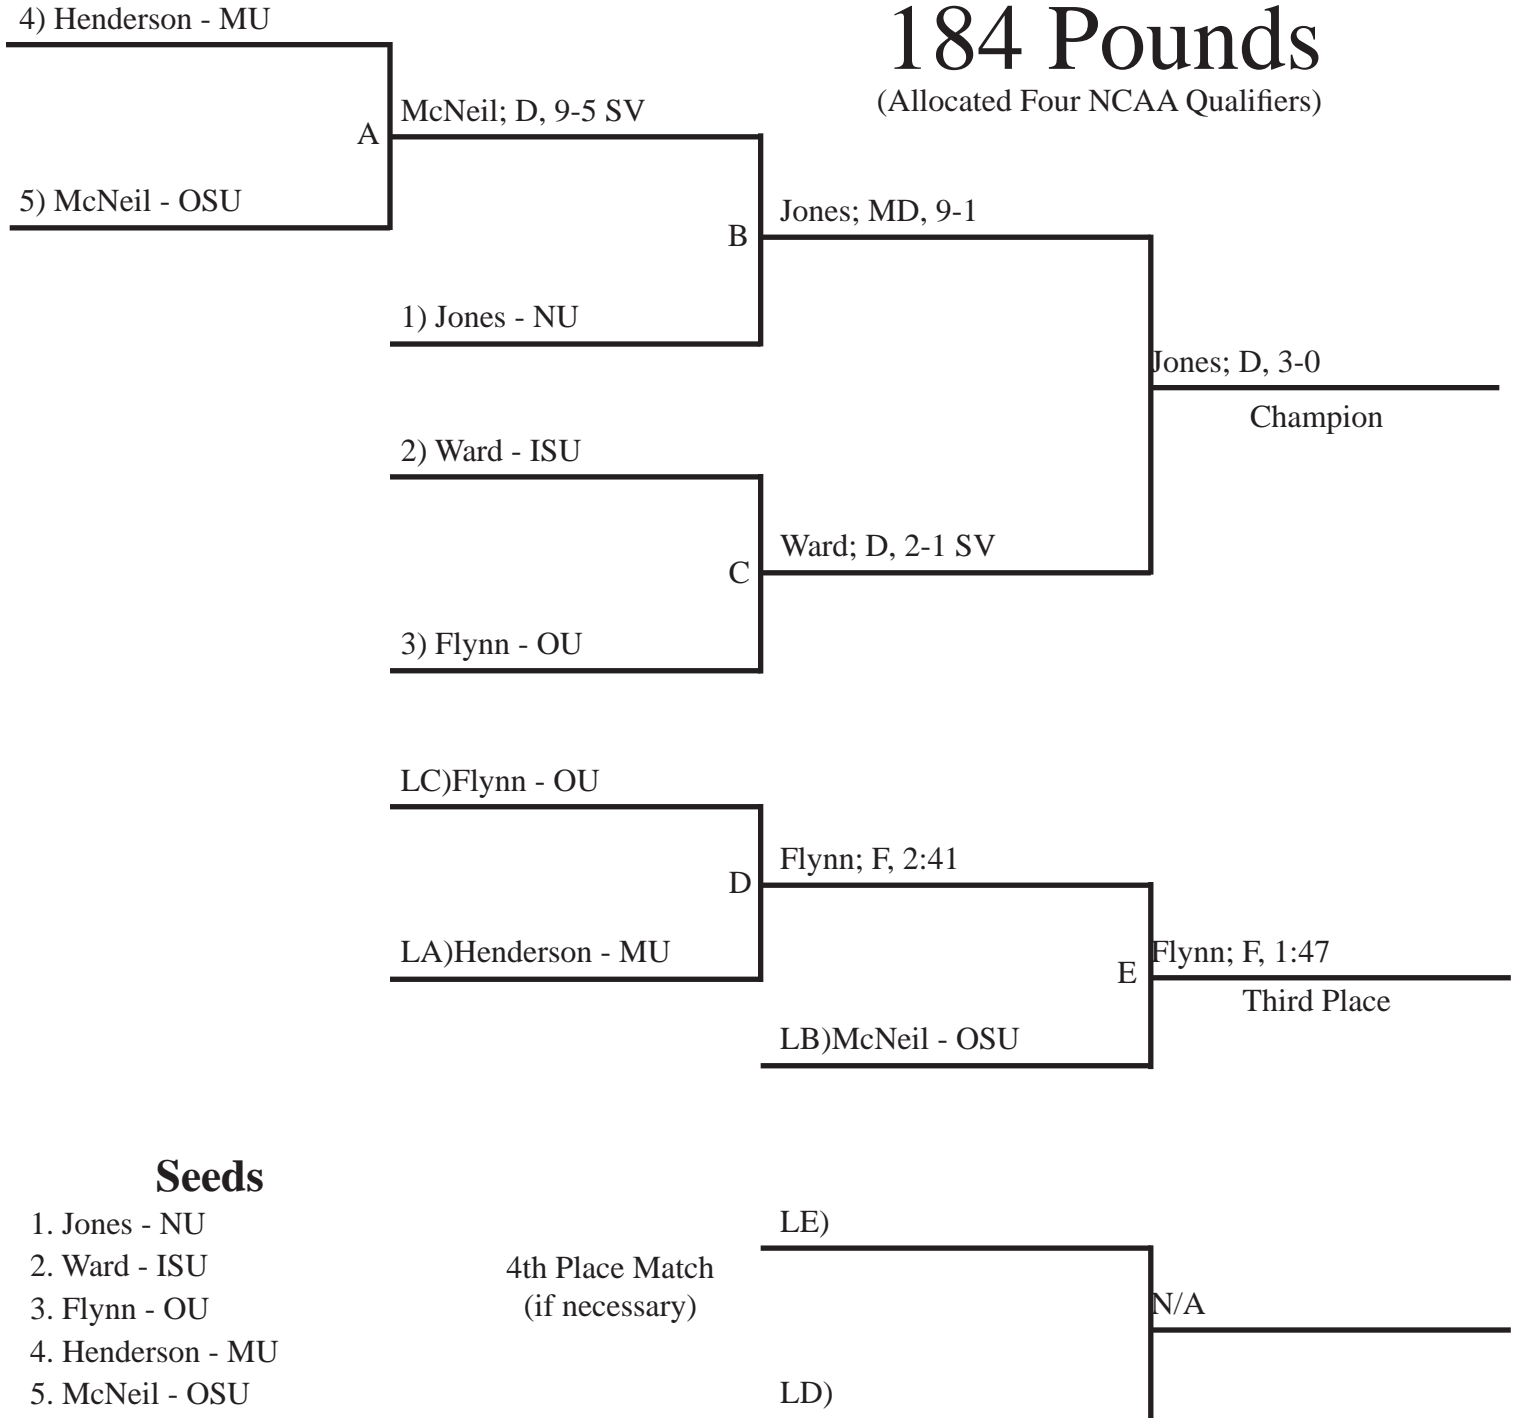 184 Pounds
(Allocated Four NCAA Qualifiers)
4) Henderson - MU
A
McNeil; D, 9-5 SV
5) McNeil - OSU
B
Jones; MD, 9-1
1) Jones - NU
Jones; D, 3-0
Champion
2) Ward - ISU
C
Ward; D, 2-1 SV
3) Flynn - OU
LC)Flynn - OU
D
Flynn; F, 2:41
LA)Henderson - MU
E
Flynn; F, 1:47
Third Place
LB)McNeil - OSU
Seeds
1. Jones - NU
2. Ward - ISU
3. Flynn - OU
4. Henderson - MU
5. McNeil - OSU
4th Place Match
(if necessary)
LE)
N/A
LD)